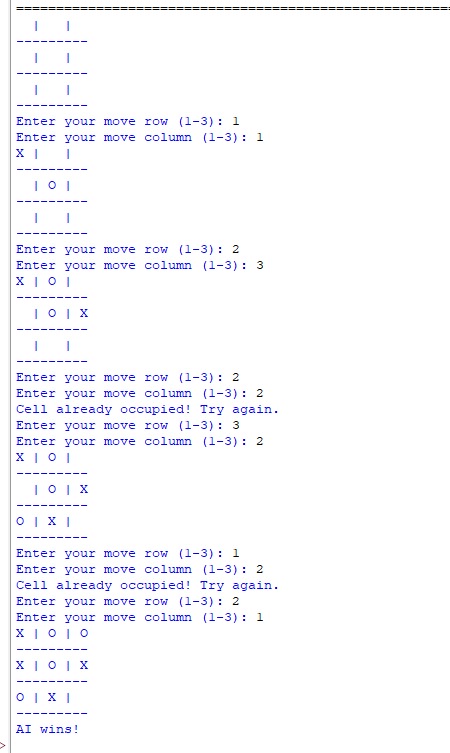 ======================================================
  |   |
---------
  |   |
---------
  |   |
---------
Enter your move row (1-3): 1
Enter your move column (1-3): 1
X |   |
---------
  | O |
---------
  |   |
---------
Enter your move row (1-3): 2
Enter your move column (1-3): 3
X | O |
---------
  | O | X
---------
  |   |
---------
Enter your move row (1-3): 2
Enter your move column (1-3): 2
Cell already occupied! Try again.
Enter your move row (1-3): 3
Enter your move column (1-3): 2
X | O |
---------
  | O | X
---------
O | X |
---------
Enter your move row (1-3): 1
Enter your move column (1-3): 2
Cell already occupied! Try again.
Enter your move row (1-3): 2
Enter your move column (1-3): 1
X | O | O
---------
X | O | X
---------
O | X |
---------
AI wins!
>